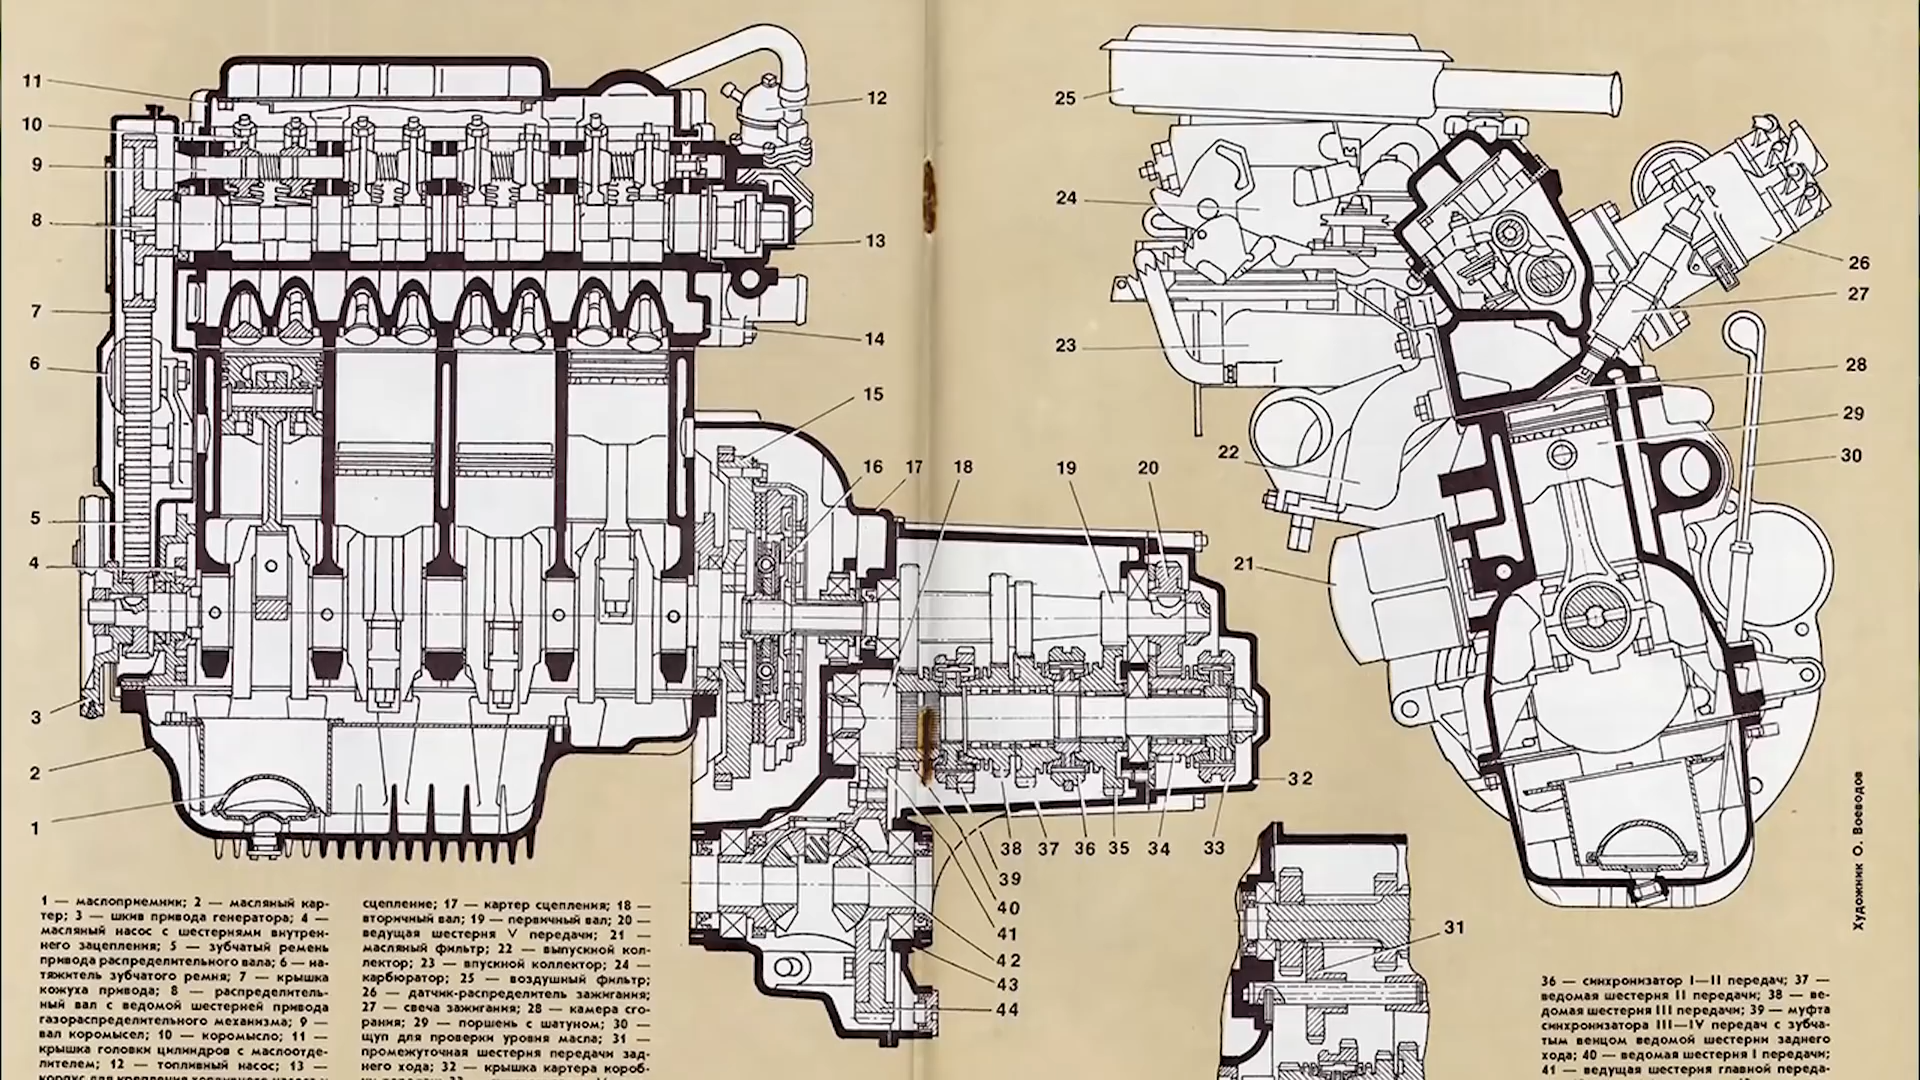 11
10
9
8
7
6
5
4
3
2
1
12
13
14
15
16
17
18
19
20
25
24
23
22
21
26
27
28
29
30
32
38
37
36
35
34
33
39
40
41
42
43
44
31
Художник О. Воеводов
1 — маслоприемник; 2 — масляный кар-
тер; 3 — шкив привода генератора; 4 —
масляный насос с шестернями внутрен-
него зацепления; 5 — зубчатый ремень
привода распределительного вала; 6 — на-
тяжитель зубчатого ремня; 7 — крышка
кожуха привода; 8 — распределитель-
ный вал с ведомой шестерней привода
газораспределительного механизма; 9 —
вал коромысел; 10 — коромысло; 11 —
крышка головки цилиндров с маслоотде-
лителем; 12 — топливный насос; 13 —
сцепление; 17 — картер сцепления; 18 —
вторичный вал; 19 — первичный вал; 20 —
ведущая шестерня V передачи; 21 —
масляный фильтр; 22 — выпускной кол-
лектор; 23 — впускной коллектор; 24 —
карбюратор; 25 — воздушный фильтр;
26 — датчик-распределитель зажигания;
27 — свеча зажигания; 28 — камера сго-
рания; 29 — поршень с шатуном; 30 —
щуп для проверки уровня масла; 31 —
промежуточная шестерня передачи зад-
него хода; 32 — крышка картера короб-
36 — синхронизатор I—II передач; 37 —
ведомая шестерня II передачи; 38 — ве-
домая шестерня III передачи; 39 — муфта
синхронизатора III—IV передач с зубча-
тым венцом ведомой шестерни заднего
хода; 40 — ведомая шестерня I передачи;
41 — ведущая шестерня главной переда-